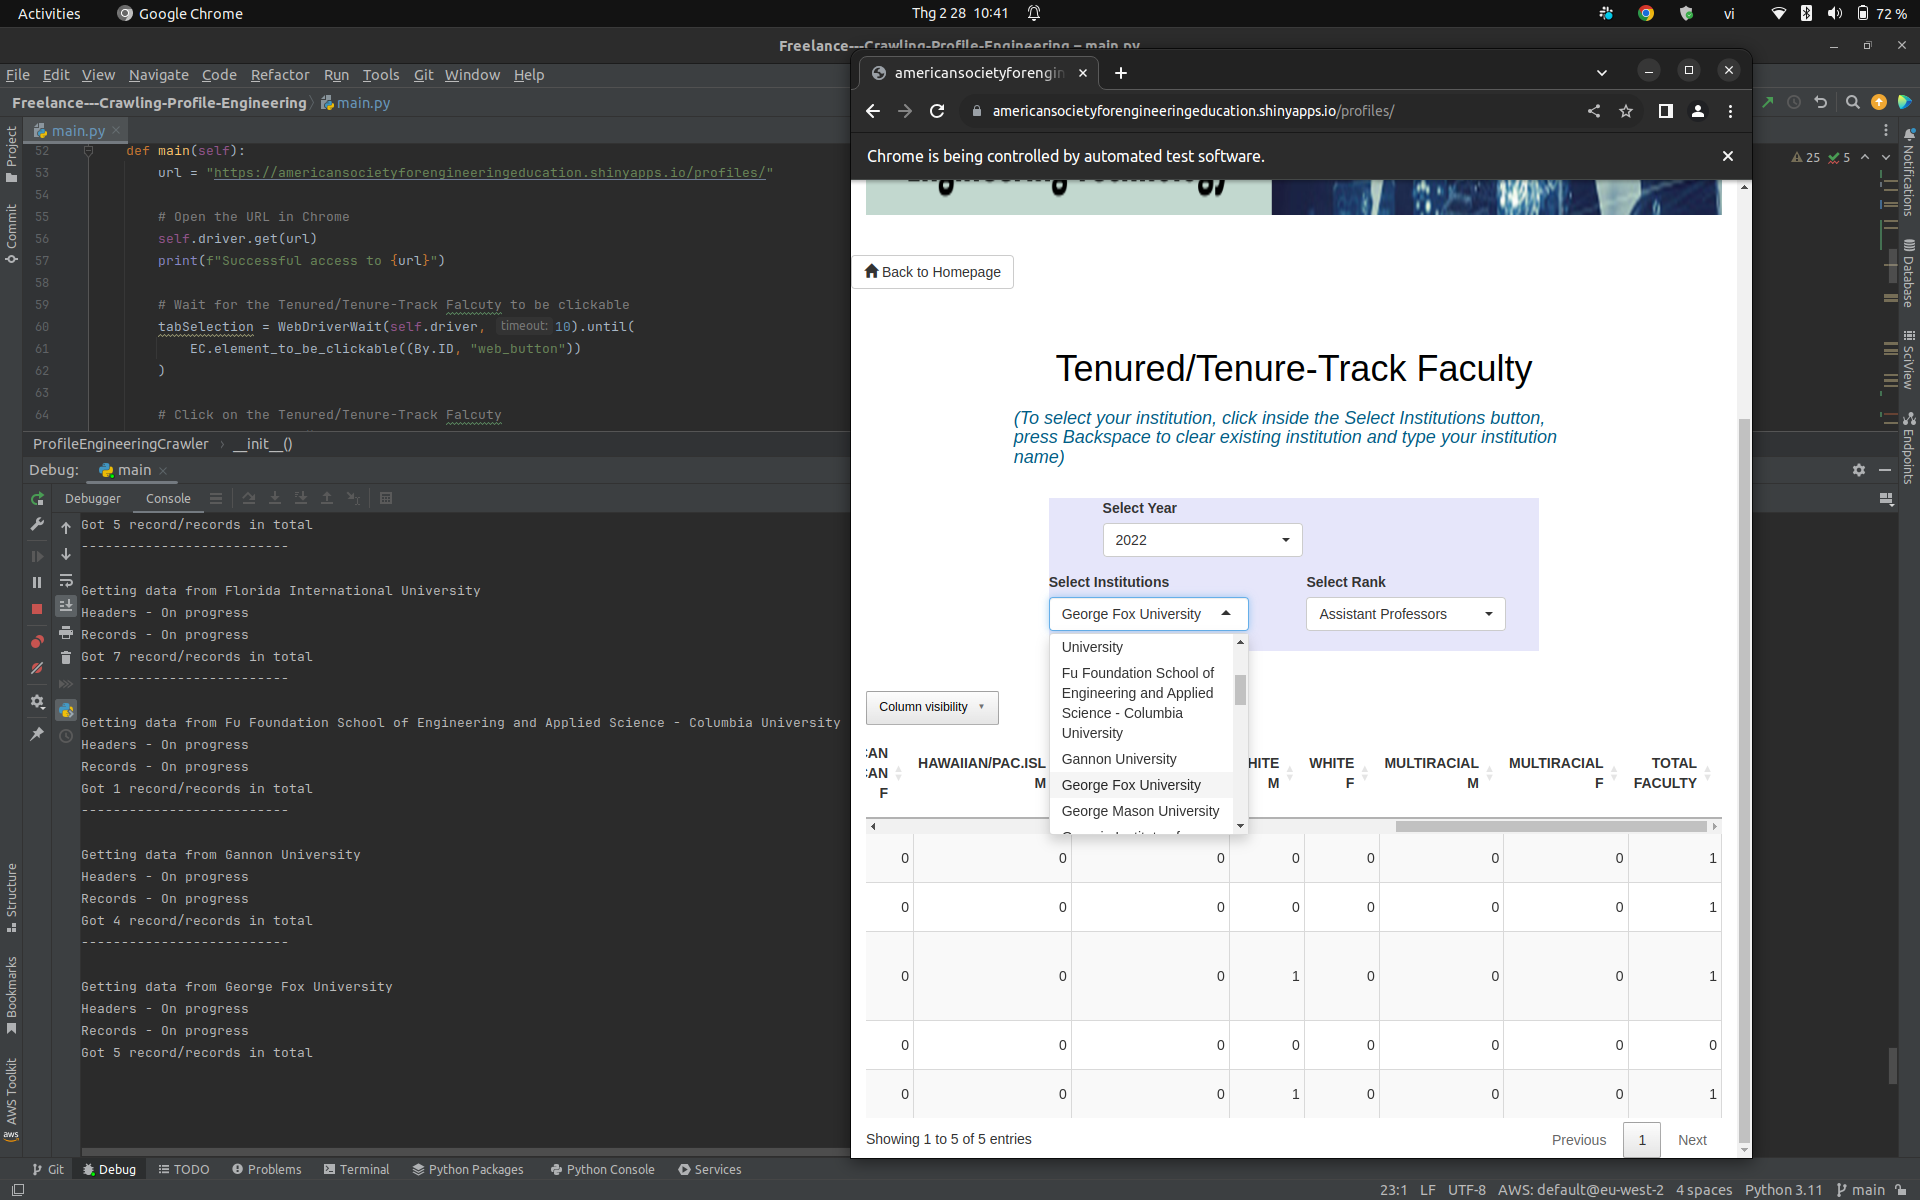 Activities
Google Chrome
Thg 2 28 10:41
vi
72 %
Freelance---Crawling-Profile-Engineering – main.py
File Edit View Navigate Code Refactor Run Tools Git Window Help
Freelance---Crawling-Profile-Engineering
main.py
main.py
Project
Commit
Structure
Bookmarks
AWS Toolkit
aws
52 def main(self):
53 url = "https://americansocietyforengineeringeducation.shinyapps.io/profiles/"
54
55 # Open the URL in Chrome
56 self.driver.get(url)
57 print(f"Successful access to {url}")
58
59 # Wait for the Tenured/Tenure-Track Falcuty to be clickable
60 tabSelection = WebDriverWait(self.driver, timeout: 10).until(
61 EC.element_to_be_clickable((By.ID, "web_button"))
62 )
63
64 # Click on the Tenured/Tenure-Track Falcuty
ProfileEngineeringCrawler
__init__()
Debug:
main
Debugger
Console
Got 5 record/records in total
--------------------------
Getting data from Florida International University
Headers - On progress
Records - On progress
Got 7 record/records in total
--------------------------
Getting data from Fu Foundation School of Engineering and Applied Science - Columbia University
Headers - On progress
Records - On progress
Got 1 record/records in total
--------------------------
Getting data from Gannon University
Headers - On progress
Records - On progress
Got 4 record/records in total
--------------------------
Getting data from George Fox University
Headers - On progress
Records - On progress
Got 5 record/records in total
americansocietyforengin
americansocietyforengineeringeducation.shinyapps.io/profiles/
Chrome is being controlled by automated test software.
Back to Homepage
Tenured/Tenure-Track Faculty
(To select your institution, click inside the Select Institutions button,
press Backspace to clear existing institution and type your institution
name)
Select Year
2022
Select Institutions
Select Rank
George Fox University
Assistant Professors
University
Fu Foundation School of
Engineering and Applied
Science - Columbia
University
Gannon University
George Fox University
George Mason University
Column visibility
CAN
CAN
F
HAWAIIAN/PAC.ISL
M
HITE
M
WHITE
F
MULTIRACIAL
M
MULTIRACIAL
F
TOTAL
FACULTY
0 0 0 0 0 0 0 1
0 0 0 0 0 0 0 1
0 0 0 1 0 0 0 1
0 0 0 0 0 0 0 0
0 0 0 1 0 0 0 1
Showing 1 to 5 of 5 entries
Previous 1 Next
25
5
Notifications
Database
SciView
Endpoints
Git
Debug
TODO
Problems
Terminal
Python Packages
Python Console
Services
23:1 LF UTF-8 AWS: default@eu-west-2 4 spaces Python 3.11 main